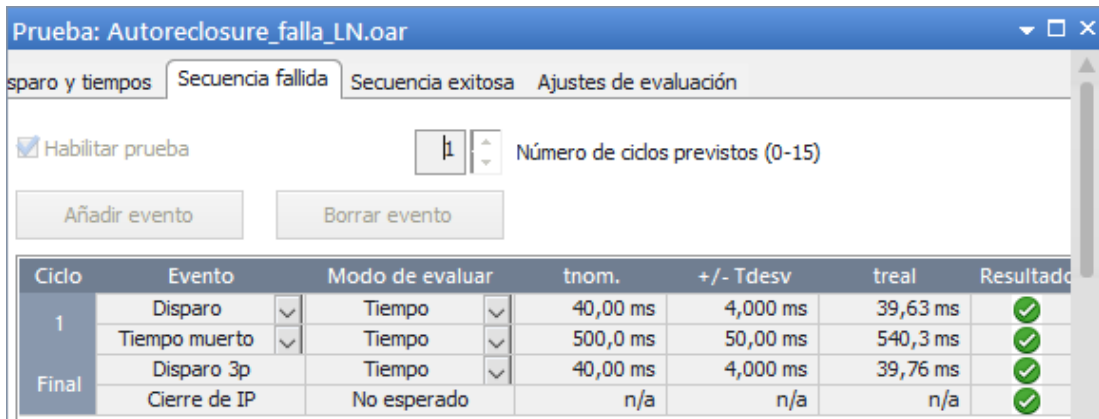 Prueba: Autoreclosure_falla_LN.oar
sparo y tiempos Secuencia fallida Secuencia exitosa Ajustes de evaluación
Habilitar prueba 1 Número de ciclos previstos (0-15)
Añadir evento Borrar evento
Ciclo Evento Modo de evaluar tnom. +/- Tdesv treal Resultado
1 Disparo Tiempo 40,00 ms 4,000 ms 39,63 ms
Tiempo muerto Tiempo 500,0 ms 50,00 ms 540,3 ms
Final Disparo 3p Tiempo 40,00 ms 4,000 ms 39,76 ms
Cierre de IP No esperado n/a n/a n/a